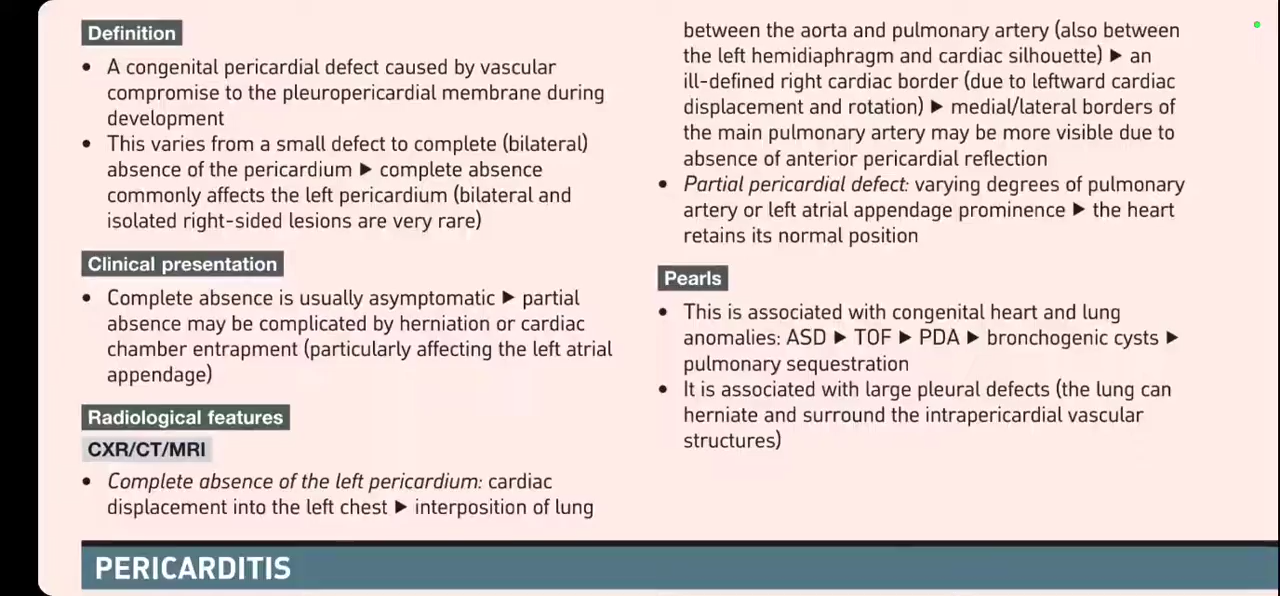 Definition
• A congenital pericardial defect caused by vascular
compromise to the pleuropericardial membrane during
development
• This varies from a small defect to complete (bilateral)
absence of the pericardium ▶ complete absence
commonly affects the left pericardium (bilateral and
isolated right-sided lesions are very rare)
Clinical presentation
• Complete absence is usually asymptomatic ▶ partial
absence may be complicated by herniation or cardiac
chamber entrapment (particularly affecting the left atrial
appendage)
Radiological features
CXR/CT/MRI
• Complete absence of the left pericardium: cardiac
displacement into the left chest ▶ interposition of lung
between the aorta and pulmonary artery (also between
the left hemidiaphragm and cardiac silhouette) ▶ an
ill-defined right cardiac border (due to leftward cardiac
displacement and rotation) ▶ medial/lateral borders of
the main pulmonary artery may be more visible due to
absence of anterior pericardial reflection
• Partial pericardial defect: varying degrees of pulmonary
artery or left atrial appendage prominence ▶ the heart
retains its normal position
Pearls
• This is associated with congenital heart and lung
anomalies: ASD ▶ TOF ▶ PDA ▶ bronchogenic cysts ▶
pulmonary sequestration
• It is associated with large pleural defects (the lung can
herniate and surround the intrapericardial vascular
structures)
PERICARDITIS